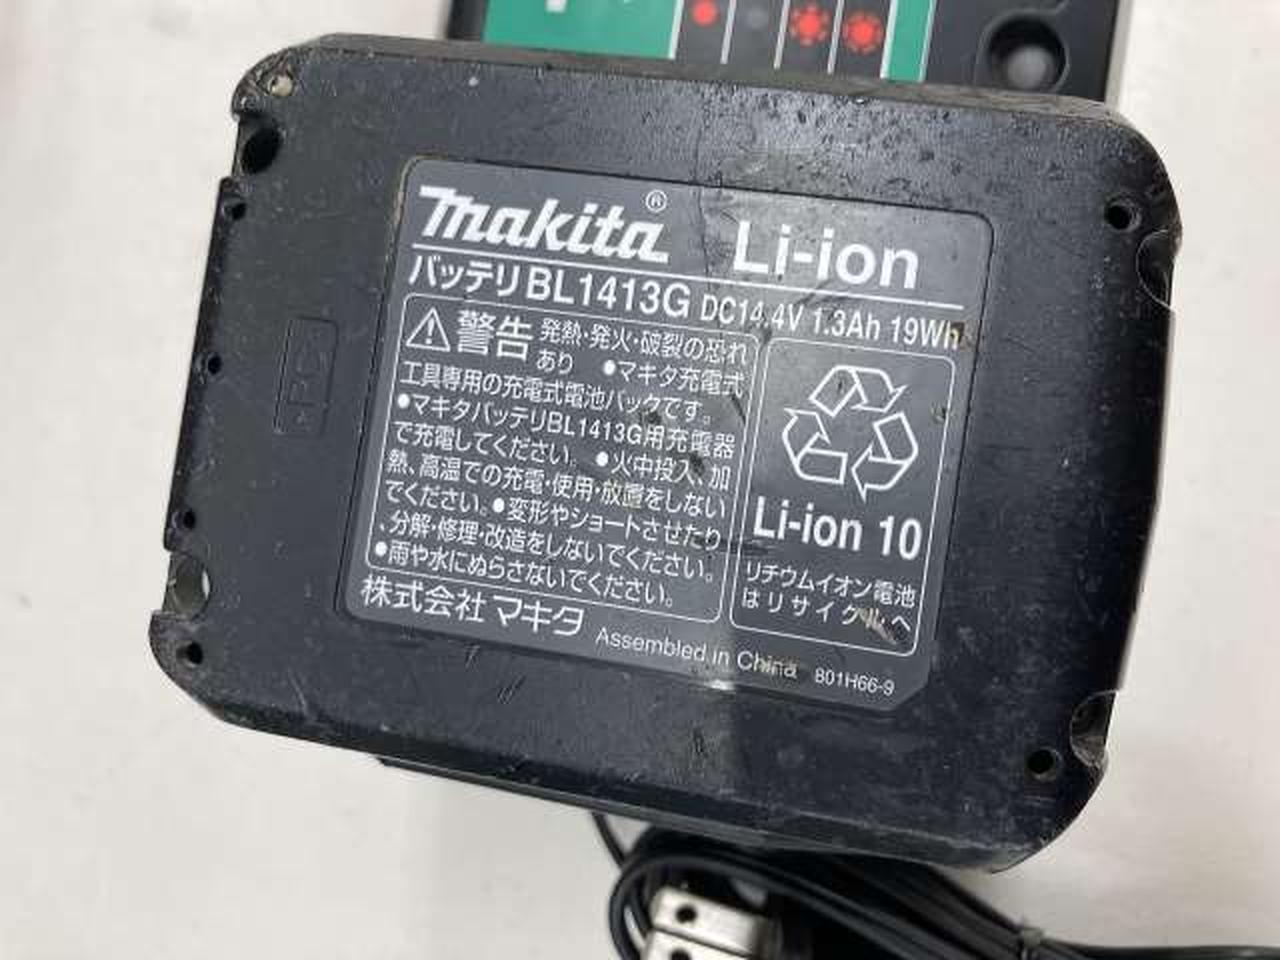 makita® Li-ion
バッテリBL1413G DC14.4V 1.3Ah 19Wh
警告 発熱・発火・破裂の恐れ
あり ●マキタ充電式
工具専用の充電式電池パックです。
●マキタバッテリBL1413G用充電器
で充電してください。●火中投入、加
熱、高温での充電・使用・放置をしない
でください。●変形やショートさせたり
、分解・修理・改造をしないでください。
●雨や水にぬらさないでください。
Li-ion 10
リチウムイオン電池
はリサイクルへ
株式会社マキタ Assembled in China 801H66-9